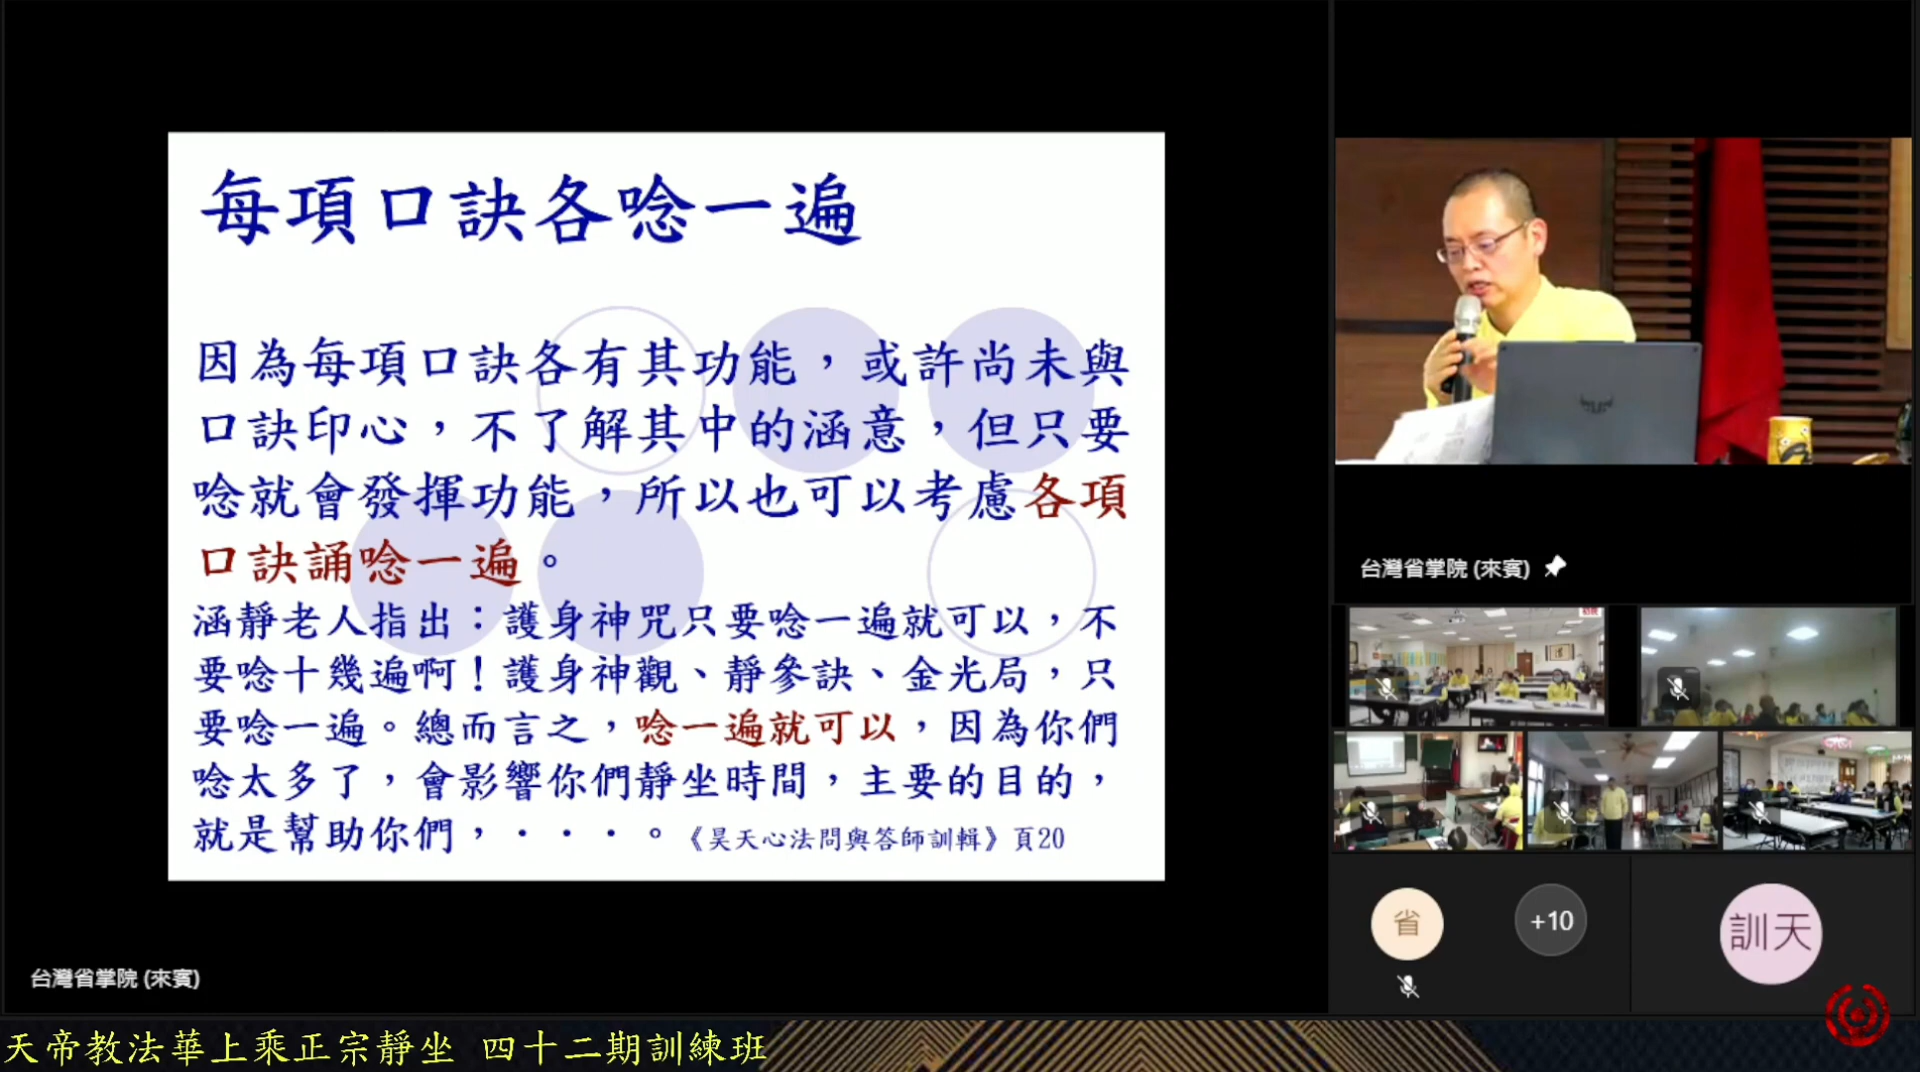 每項口訣各唸一遍
因為每項口訣各有其功能，或許尚未與
口訣印心，不了解其中的涵意，但只要
唸就會發揮功能，所以也可以考慮各項
口訣誦唸一遍。
涵靜老人指出：護身神咒只要唸一遍就可以，不
要唸十幾遍啊！護身神觀、靜參訣、金光局，只
要唸一遍。總而言之，唸一遍就可以，因為你們
唸太多了，會影響你們靜坐時間，主要的目的，
就是幫助你們，···。《昊天心法問與答師訓輯》頁20
台灣省掌院 (來賓)
台灣省掌院 (來賓)
省
+10
訓天
天帝教法華上乘正宗靜坐 四十二期訓練班